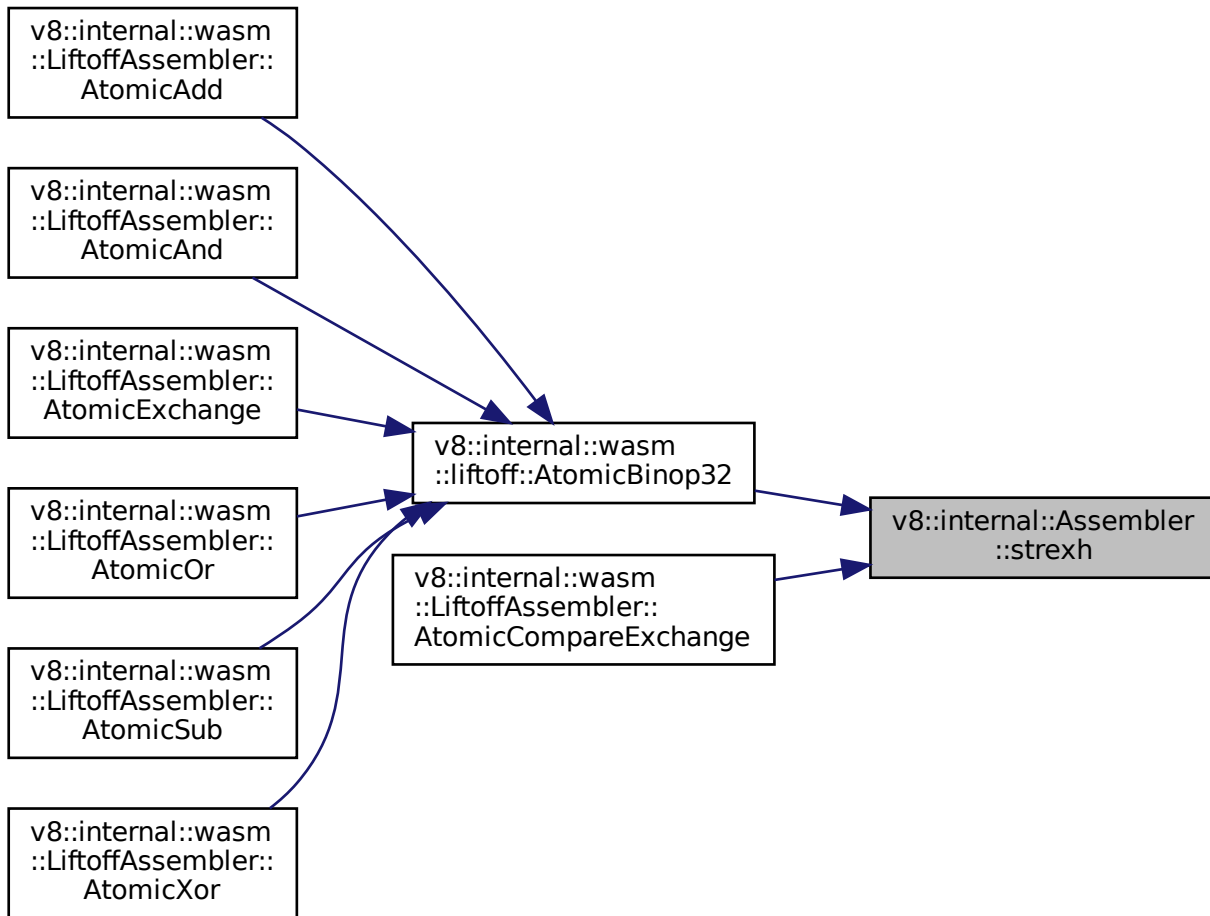 v8::internal::wasm
::LiftoffAssembler::
AtomicAdd
v8::internal::wasm
::LiftoffAssembler::
AtomicAnd
v8::internal::wasm
::LiftoffAssembler::
AtomicExchange
v8::internal::wasm
::LiftoffAssembler::
AtomicOr
v8::internal::wasm
::LiftoffAssembler::
AtomicSub
v8::internal::wasm
::LiftoffAssembler::
AtomicXor
v8::internal::wasm
::liftoff::AtomicBinop32
v8::internal::wasm
::LiftoffAssembler::
AtomicCompareExchange
v8::internal::Assembler
::strexh